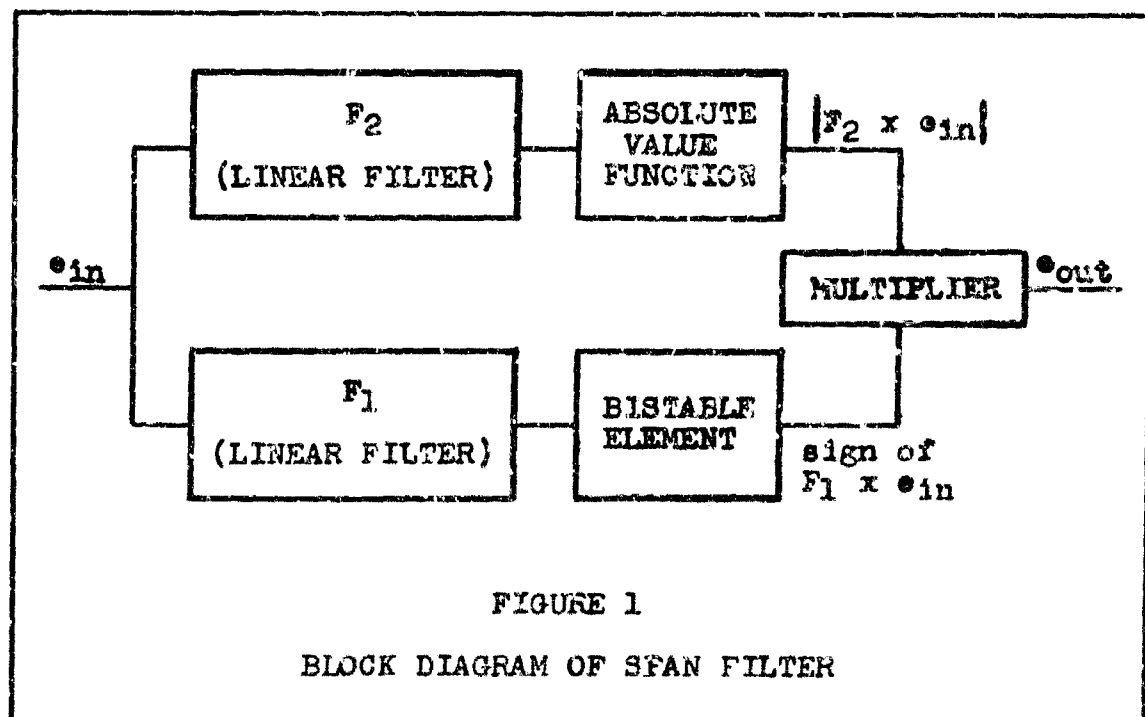 F2
(LINEAR FILTER)
ABSOLUTE
VALUE
FUNCTION
|F2 x ein|
ein
MULTIPLIER
eout
F1
(LINEAR FILTER)
BISTABLE
ELEMENT
sign of
F1 x ein
FIGURE 1
BLOCK DIAGRAM OF SPAN FILTER